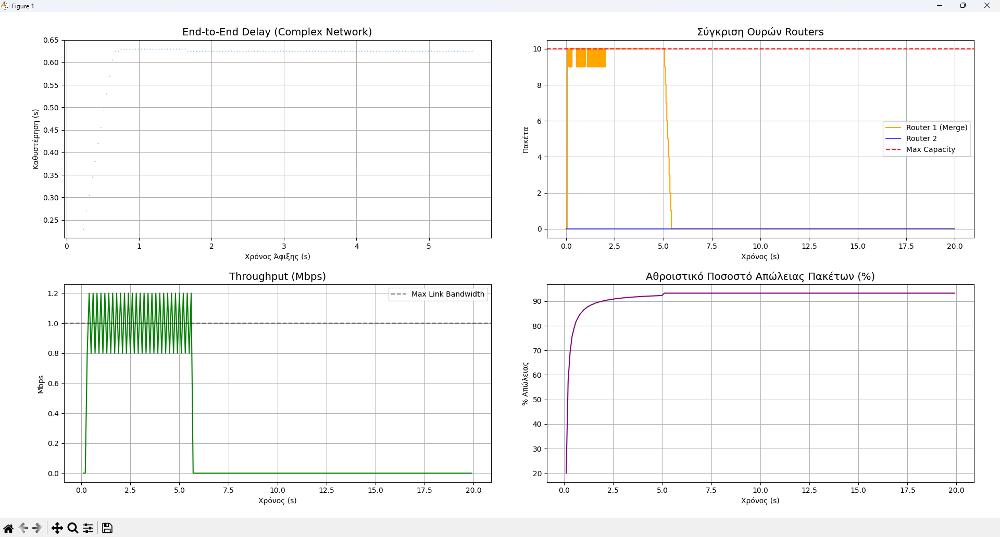 Figure 1
End-to-End Delay (Complex Network)
0.65
0.60
0.55
0.50
0.45
0.40
0.35
0.30
0.25
Καθυστέρηση (s)
0 1 2 3 4 5
Χρόνος Άφιξης (s)
Σύγκριση Ουρών Routers
10
8
6
4
2
0
Πακέτα
Router 1 (Merge)
Router 2
Max Capacity
0.0 2.5 5.0 7.5 10.0 12.5 15.0 17.5 20.0
Χρόνος (s)
Throughput (Mbps)
1.2
1.0
0.8
0.6
0.4
0.2
0.0
Mbps
Max Link Bandwidth
0.0 2.5 5.0 7.5 10.0 12.5 15.0 17.5 20.0
Χρόνος (s)
Αθροιστικό Ποσοστό Απώλειας Πακέτων (%)
90
80
70
60
50
40
30
20
% Απώλειας
0.0 2.5 5.0 7.5 10.0 12.5 15.0 17.5 20.0
Χρόνος (s)